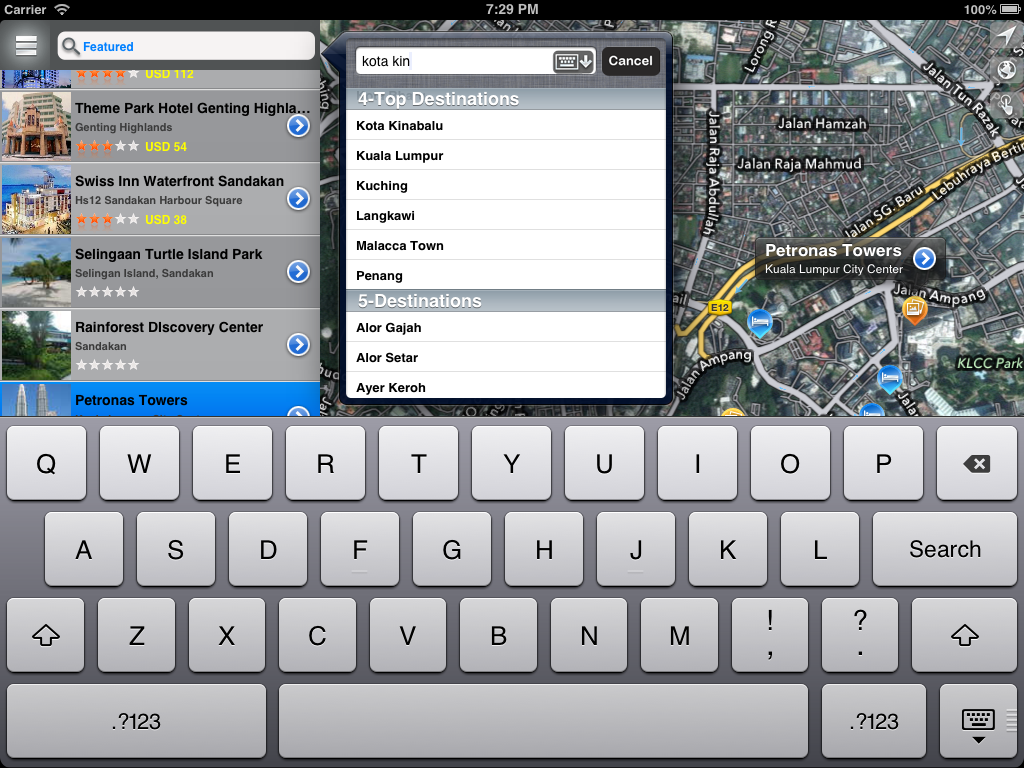 Carrier 7:29 PM 100%
Featured
USD 112
Theme Park Hotel Genting Highla...
Genting Highlands
USD 54
Swiss Inn Waterfront Sandakan
Hs12 Sandakan Harbour Square
USD 38
Selingaan Turtle Island Park
Selingan Island, Sandakan
Rainforest DIscovery Center
Sandakan
Petronas Towers
kota kin
Cancel
4-Top Destinations
Kota Kinabalu
Kuala Lumpur
Kuching
Langkawi
Malacca Town
Penang
5-Destinations
Alor Gajah
Alor Setar
Ayer Keroh
Lorong
Jalan Tun Razak
Jalan Hamzah
Jalan Raja Mahmud
Jalan Raja Abdullah
Jalan SG. Baru
Lebuhraya Bertin
Petronas Towers
Kuala Lumpur City Center
Jalan Ampang
E12
Jalan Ampang
KLCC Park
Q W E R T Y U I O P
A S D F G H J K L Search
Z X C V B N M ! , ? .
.?123 .?123